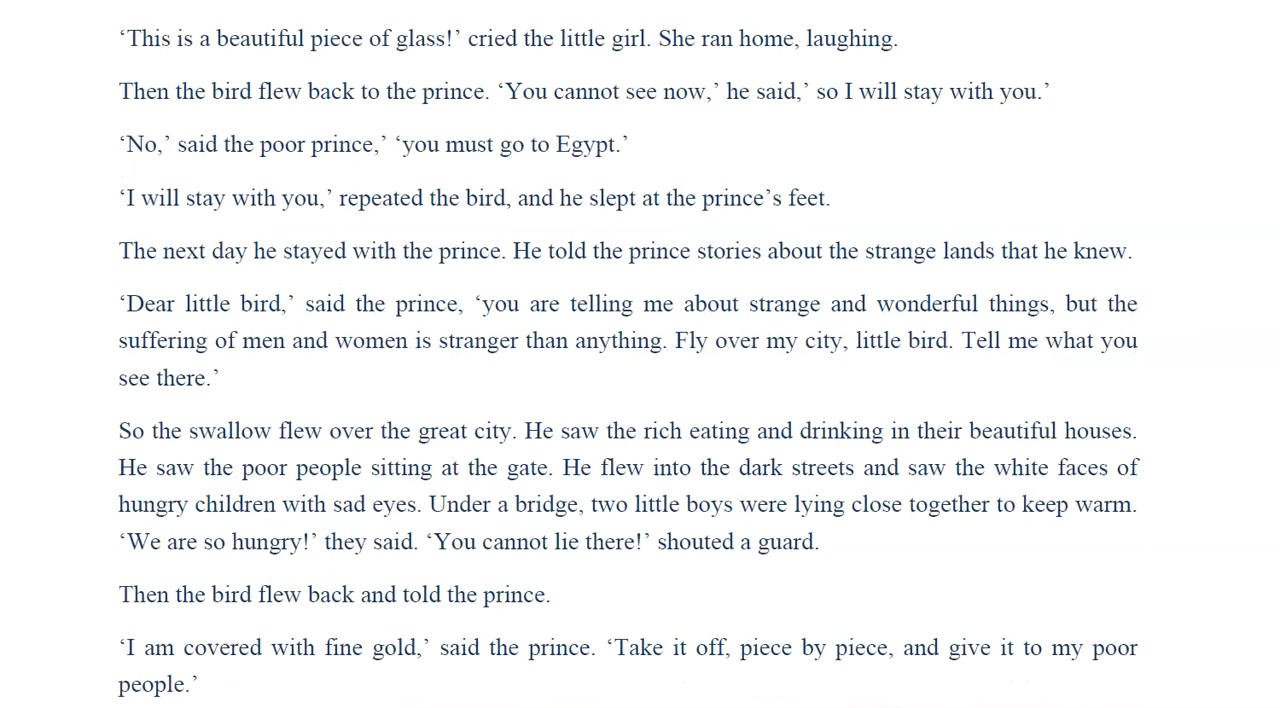 ‘This is a beautiful piece of glass!’ cried the little girl. She ran home, laughing.
Then the bird flew back to the prince. ‘You cannot see now,’ he said,’ so I will stay with you.’
‘No,’ said the poor prince,’ ‘you must go to Egypt.’
‘I will stay with you,’ repeated the bird, and he slept at the prince’s feet.
The next day he stayed with the prince. He told the prince stories about the strange lands that he knew.
‘Dear little bird,’ said the prince, ‘you are telling me about strange and wonderful things, but the
suffering of men and women is stranger than anything. Fly over my city, little bird. Tell me what you
see there.’
So the swallow flew over the great city. He saw the rich eating and drinking in their beautiful houses.
He saw the poor people sitting at the gate. He flew into the dark streets and saw the white faces of
hungry children with sad eyes. Under a bridge, two little boys were lying close together to keep warm.
‘We are so hungry!’ they said. ‘You cannot lie there!’ shouted a guard.
Then the bird flew back and told the prince.
‘I am covered with fine gold,’ said the prince. ‘Take it off, piece by piece, and give it to my poor
people.’